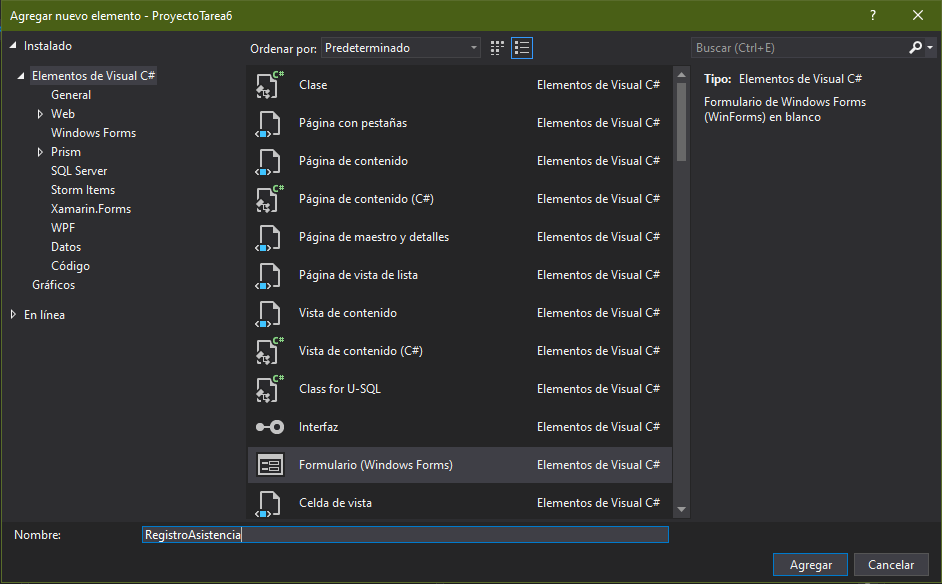 Agregar nuevo elemento - ProyectoTarea6
?
Instalado
Elementos de Visual C#
General
Web
Windows Forms
Prism
SQL Server
Storm Items
Xamarin.Forms
WPF
Datos
Código
Gráficos
En línea
Ordenar por: Predeterminado
C# Clase Elementos de Visual C#
Página con pestañas Elementos de Visual C#
Página de contenido Elementos de Visual C#
C# Página de contenido (C#) Elementos de Visual C#
Página de maestro y detalles Elementos de Visual C#
Página de vista de lista Elementos de Visual C#
Vista de contenido Elementos de Visual C#
C# Vista de contenido (C#) Elementos de Visual C#
C# Class for U-SQL Elementos de Visual C#
Interfaz Elementos de Visual C#
Formulario (Windows Forms) Elementos de Visual C#
Celda de vista Elementos de Visual C#
Buscar (Ctrl+E)
Tipo: Elementos de Visual C#
Formulario de Windows Forms
(WinForms) en blanco
Nombre: RegistroAsistencia
Agregar Cancelar